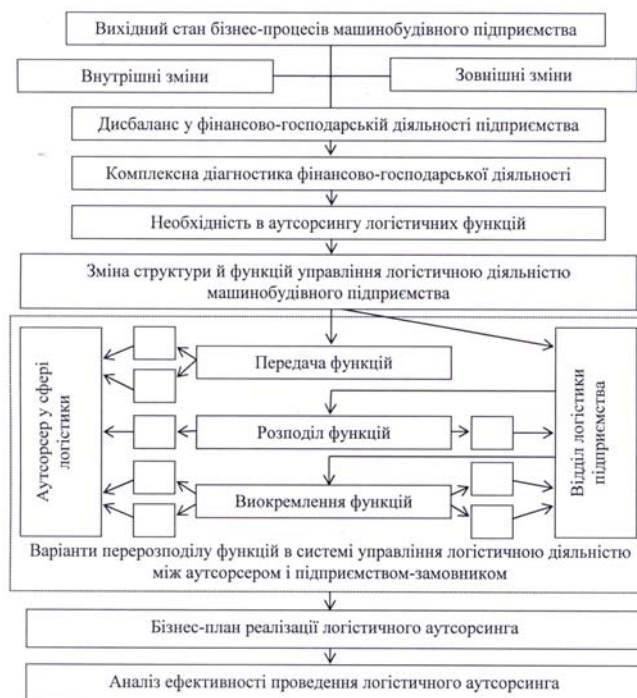 Вихідний стан бізнес-процесів машинобудівного підприємства
Внутрішні зміни
Зовнішні зміни
Дисбаланс у фінансово-господарській діяльності підприємства
Комплексна діагностика фінансово-господарської діяльності
Необхідність в аутсорсингу логістичних функцій
Зміна структури й функцій управління логістичною діяльністю
машинобудівного підприємства
Аутсорсер у сфері
логістики
Передача функцій
Розподіл функцій
Виокремлення функцій
Відділ логістики
підприємства
Варіанти перерозподілу функцій в системі управління логістичною діяльністю
між аутсорсером і підприємством-замовником
Бізнес-план реалізації логістичного аутсорсинга
Аналіз ефективності проведення логістичного аутсорсинга